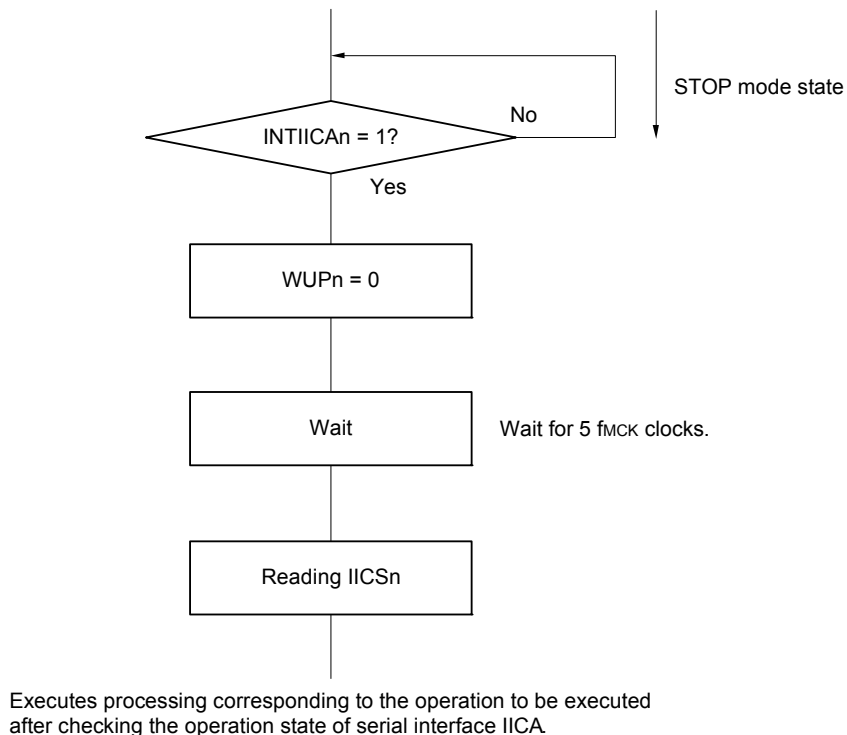 STOP mode state
No
INTIICAn = 1?
Yes
WUPn = 0
Wait
Wait for 5 fMCK clocks.
Reading IICSn
Executes processing corresponding to the operation to be executed
after checking the operation state of serial interface IICA.